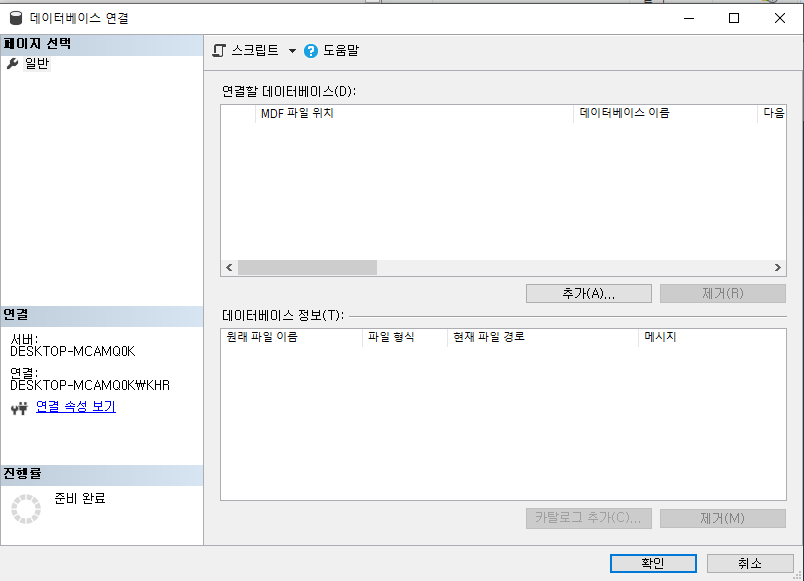 데이터베이스 연결
페이지 선택
일반
스크립트 도움말
연결할 데이터베이스(D):
MDF 파일 위치 데이터베이스 이름 다음
추가(A)... 제거(R)
데이터베이스 정보(T):
원래 파일 이름 파일 형식 현재 파일 경로 메시지
카탈로그 추가(C)... 제거(M)
연결
서버:
DESKTOP-MCAMQ0K
연결:
DESKTOP-MCAMQ0K₩KHR
연결 속성 보기
진행률
준비 완료
확인 취소